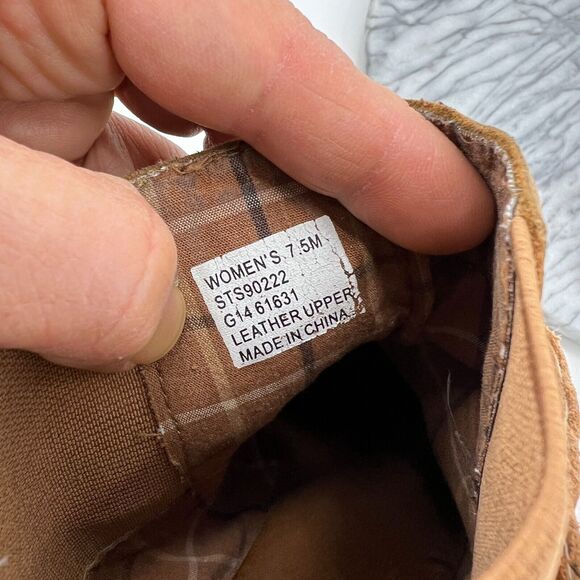 WOMEN'S 7.5M
STS90222
G14 61631
LEATHER UPPER
MADE IN CHINA